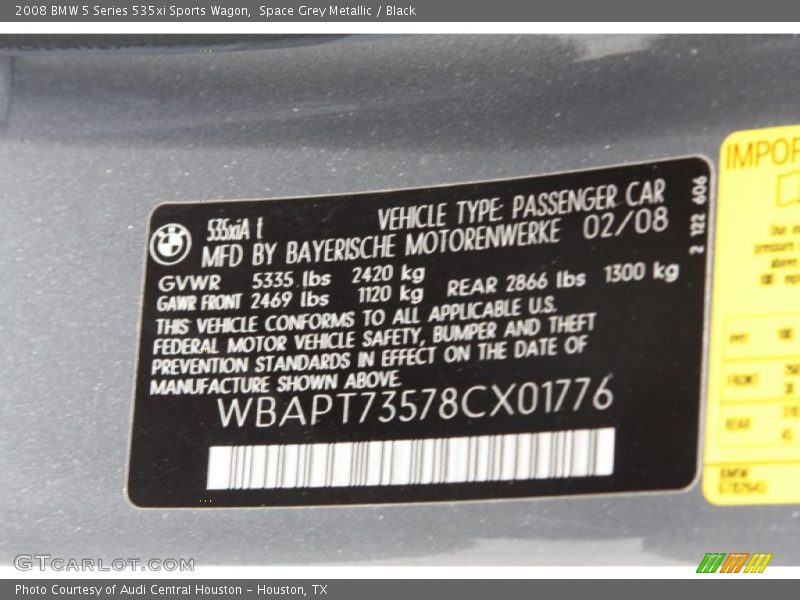 2008 BMW 5 Series 535xi Sports Wagon,  Space Grey Metallic / Black
535xiA t VEHICLE TYPE: PASSENGER CAR
MFD BY BAYERISCHE MOTORENWERKE 02/08
GVWR 5335 lbs 2420 kg
GAWR FRONT 2469 lbs 1120 kg REAR 2866 lbs 1300 kg
THIS VEHICLE CONFORMS TO ALL APPLICABLE U.S.
FEDERAL MOTOR VEHICLE SAFETY, BUMPER AND THEFT
PREVENTION STANDARDS IN EFFECT ON THE DATE OF
MANUFACTURE SHOWN ABOVE.
WBAPT73578CX01776
2 122 606
IMPOR
FRONT
REAR
BMW
GTCARLOT.COM
Photo Courtesy of Audi Central Houston - Houston, TX